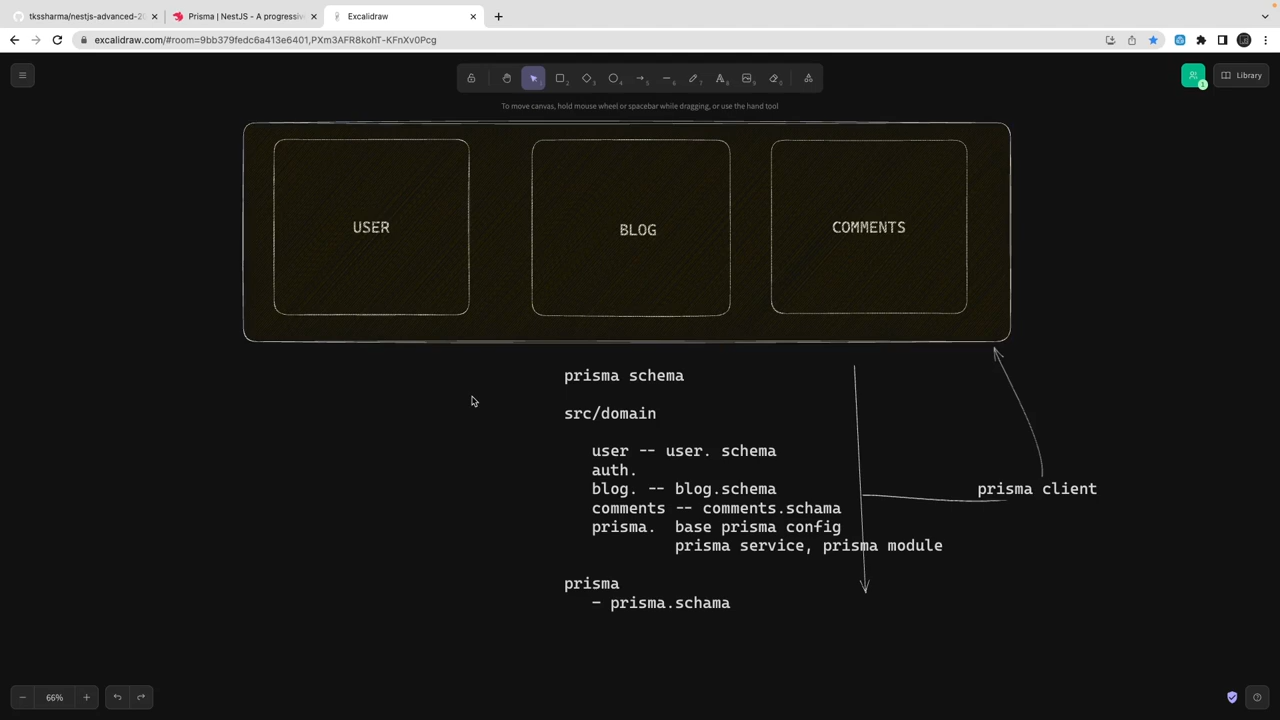 tkssharma/nestjs-advanced-20
Prisma | NestJS - A progressiv
Excalidraw
excalidraw.com/#room=9bb379fedc6a413e6401,PXm3AFR8kohT-KFnXv0Pcg
Library
To move canvas, hold mouse wheel or spacebar while dragging, or use the hand tool
USER
BLOG
COMMENTS
prisma schema
src/domain
user -- user. schema
auth.
blog. -- blog.schema
comments -- comments.schama
prisma. base prisma config
prisma service, prisma module
prisma client
prisma
- prisma.schama
66%